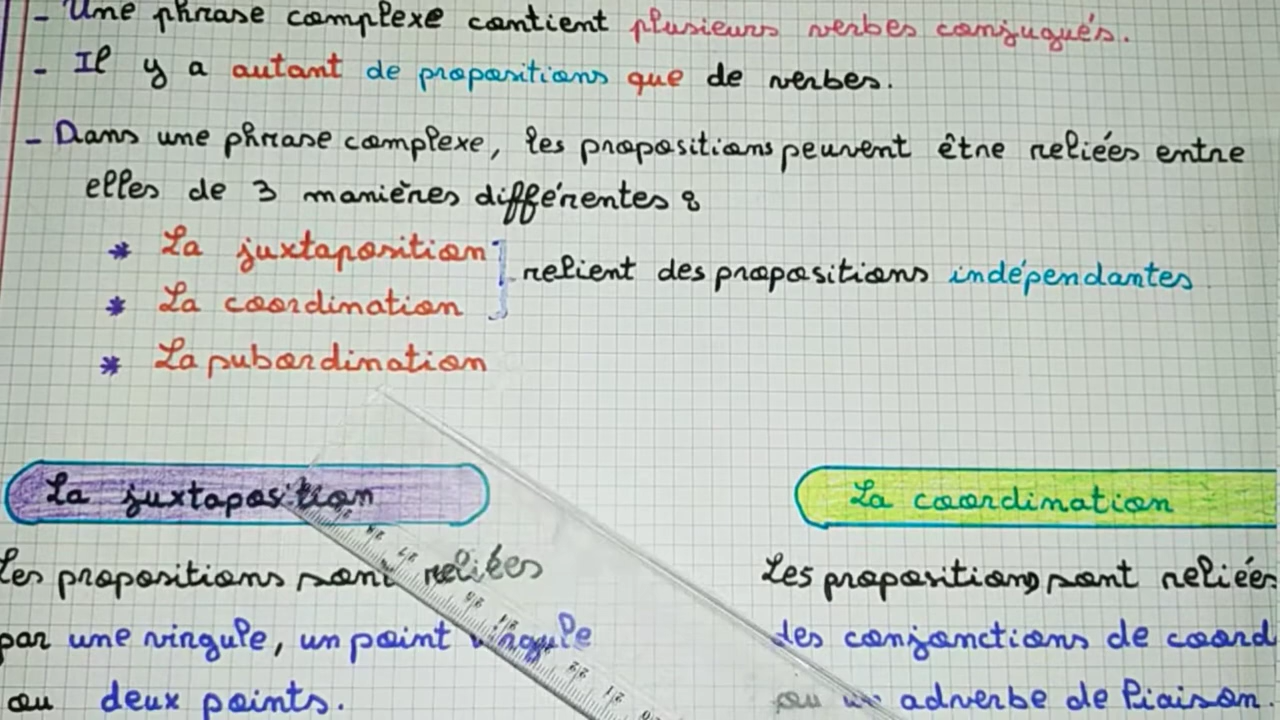 - Une phrase complexe contient plusieurs verbes conjugués.
- Il y a autant de propositions que de verbes.
- Dans une phrase complexe, les propositions peuvent être reliées entre
elles de 3 manières différentes :
* La juxtaposition
* La coordination
] relient des propositions indépendantes
* La subordination
La juxtaposition
Les propositions sont reliées
par une virgule, un point virgule
ou deux points.
La coordination
Les propositions sont reliées
des conjonctions de coord
ou un adverbe de liaison.